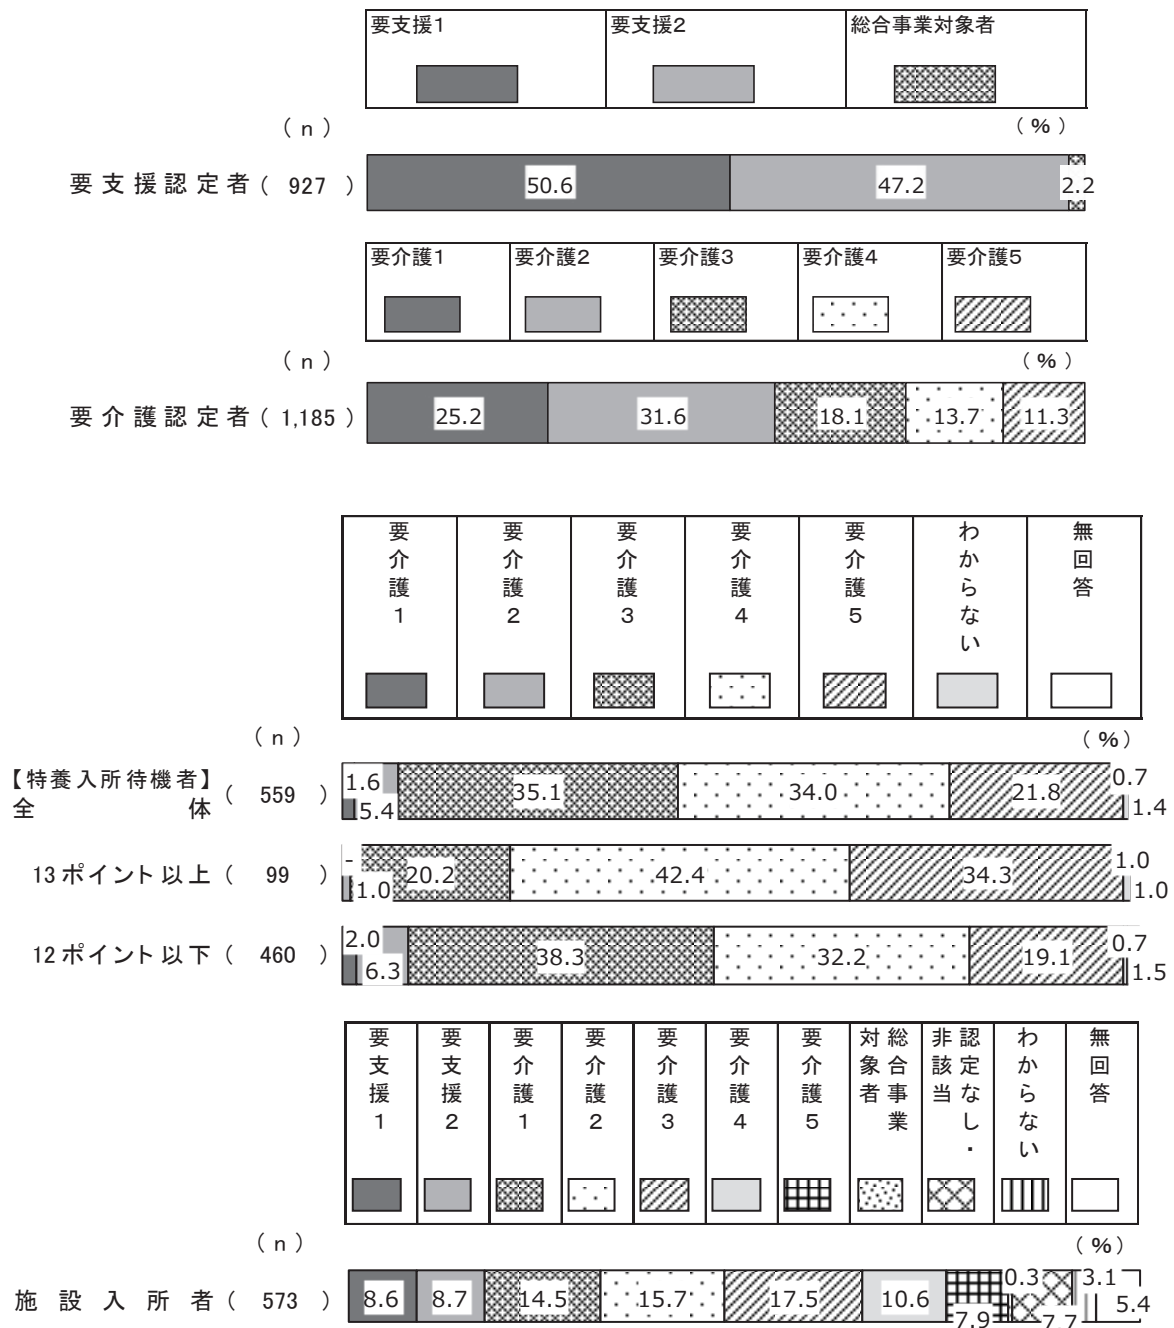 要支援1 要支援2 総合事業対象者
(n) (%)
要支援認定者( 927 ) 50.6 47.2 2.2
要介護1 要介護2 要介護3 要介護4 要介護5
(n) (%)
要介護認定者( 1,185 ) 25.2 31.6 18.1 13.7 11.3
要介護1 要介護2 要介護3 要介護4 要介護5 わからない 無回答
(n) (%)
【特養入所待機者】
全体( 559 ) 1.6 5.4 35.1 34.0 21.8 0.7 1.4
13ポイント以上( 99 ) - 1.0 20.2 42.4 34.3 1.0 1.0
12ポイント以下( 460 ) 2.0 6.3 38.3 32.2 19.1 0.7 1.5
要支援1 要支援2 要介護1 要介護2 要介護3 要介護4 要介護5 総合事業対象者 認定なし・非該当 わからない 無回答
(n) (%)
施設入所者( 573 ) 8.6 8.7 14.5 15.7 17.5 10.6 7.9 0.3 7.7 3.1 5.4